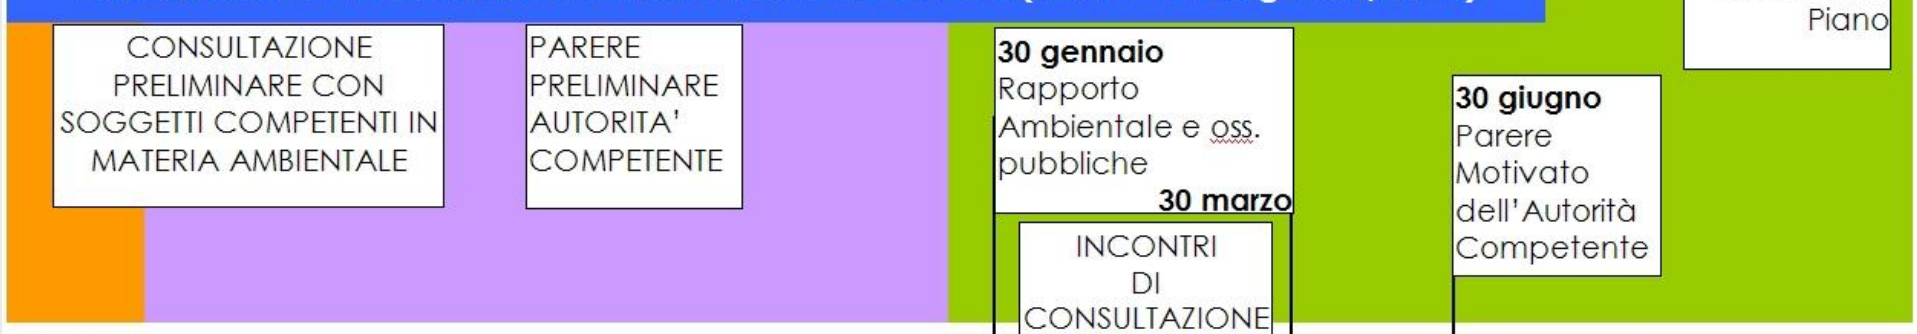 CONSULTAZIONE
PRELIMINARE CON
SOGGETTI COMPETENTI IN
MATERIA AMBIENTALE
PARERE
PRELIMINARE
AUTORITA'
COMPETENTE
30 gennaio
Rapporto
Ambientale e oss.
pubbliche
30 marzo
INCONTRI
DI
CONSULTAZIONE
30 giugno
Parere
Motivato
dell'Autorità
Competente
Piano